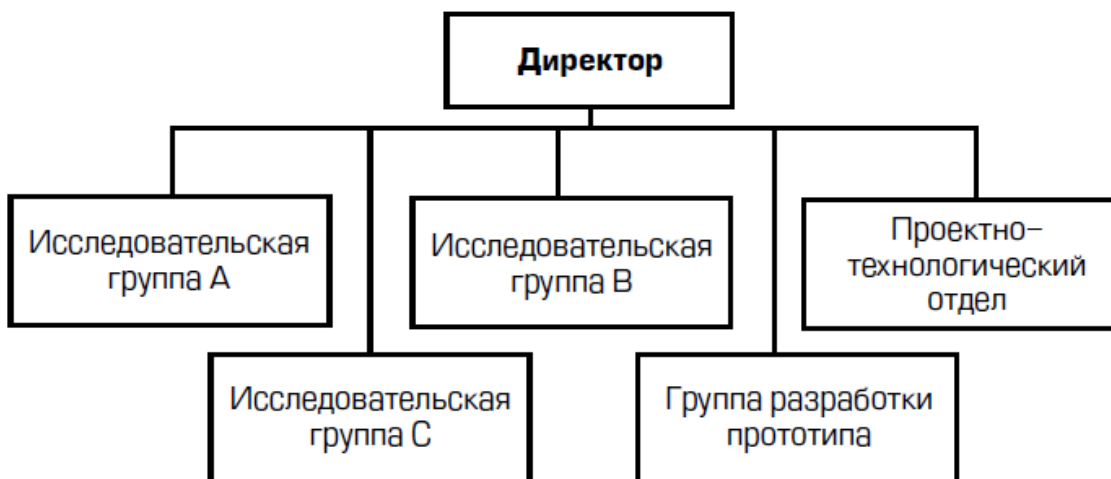 Директор
Исследовательская
группа А
Исследовательская
группа В
Проектно–
технологический
отдел
Исследовательская
группа С
Группа разработки
прототипа